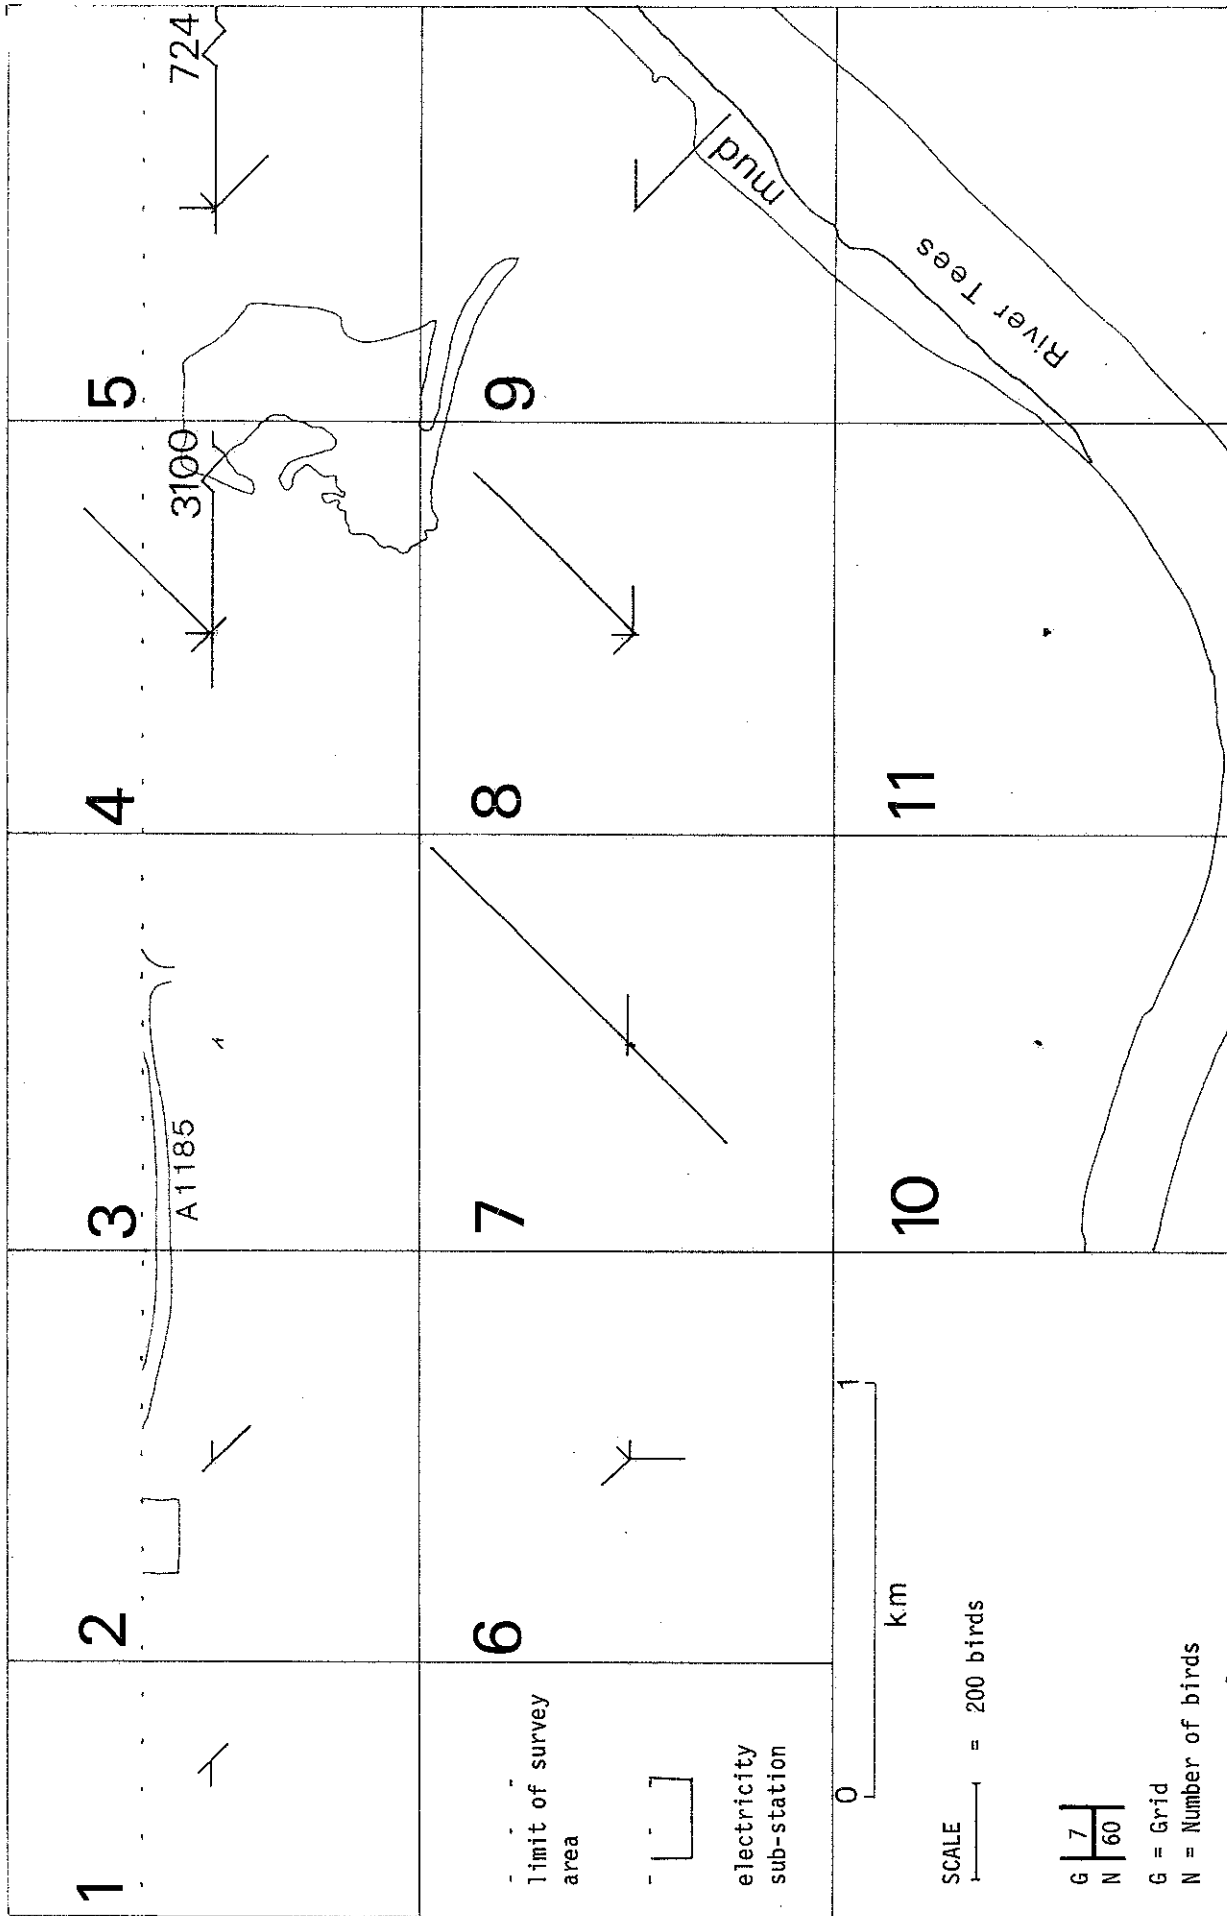 1
2
3
4
5
A1185
3100
724
6
7
8
9
mud
10
11
River Tees
limit of survey
area
electricity
sub-station
0 1
km
SCALE = 200 birds
G 7
N 60
G = Grid
N = Number of birds